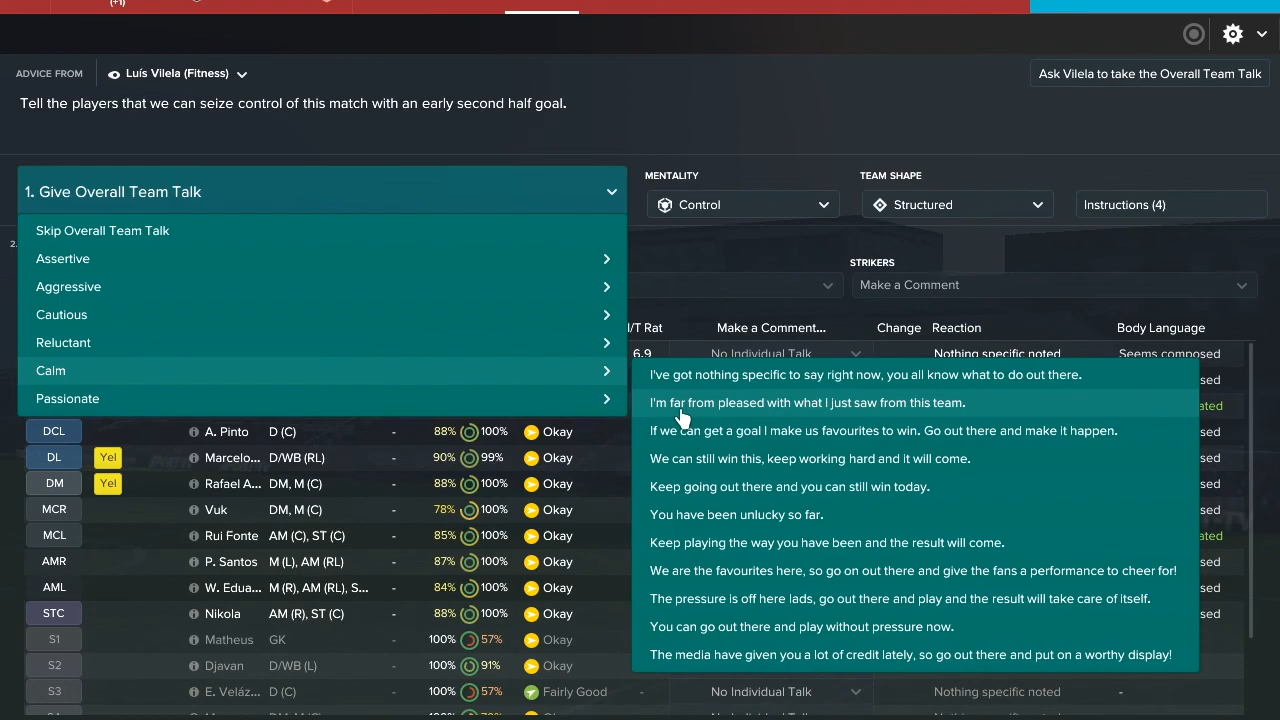 (+1)
ADVICE FROM Luís Vilela (Fitness) Ask Vilela to take the Overall Team Talk
Tell the players that we can seize control of this match with an early second half goal.
1. Give Overall Team Talk
MENTALITY TEAM SHAPE
Control Structured Instructions (4)
2.
Skip Overall Team Talk
Assertive
Aggressive
Cautious
Reluctant
Calm
Passionate
STRIKERS
Make a Comment
/T Rat Make a Comment... Change Reaction Body Language
6.9 No Individual Talk Nothing specific noted Seems composed
I've got nothing specific to say right now, you all know what to do out there.
I'm far from pleased with what I just saw from this team.
If we can get a goal I make us favourites to win. Go out there and make it happen.
We can still win this, keep working hard and it will come.
Keep going out there and you can still win today.
You have been unlucky so far.
Keep playing the way you have been and the result will come.
We are the favourites here, so go on out there and give the fans a performance to cheer for!
The pressure is off here lads, go out there and play and the result will take care of itself.
You can go out there and play without pressure now.
The media have given you a lot of credit lately, so go out there and put on a worthy display!
DCL A. Pinto D (C) - 88% 100% Okay
DL Yel Marcelo... D/WB (RL) - 90% 99% Okay
DM Yel Rafael A... DM, M (C) - 88% 100% Okay
MCR Vuk DM, M (C) - 78% 100% Okay
MCL Rui Fonte AM (C), ST (C) - 85% 100% Okay
AMR P. Santos M (L), AM (RL) - 87% 100% Okay
AML W. Edua... M (R), AM (RL), S... - 84% 100% Okay
STC Nikola AM (R), ST (C) - 88% 100% Okay
S1 Matheus GK 100% 57% Okay
S2 Djavan D/WB (L) 100% 91% Okay
S3 E. Veláz... D (C) 100% 57% Fairly Good - No Individual Talk Nothing specific noted -